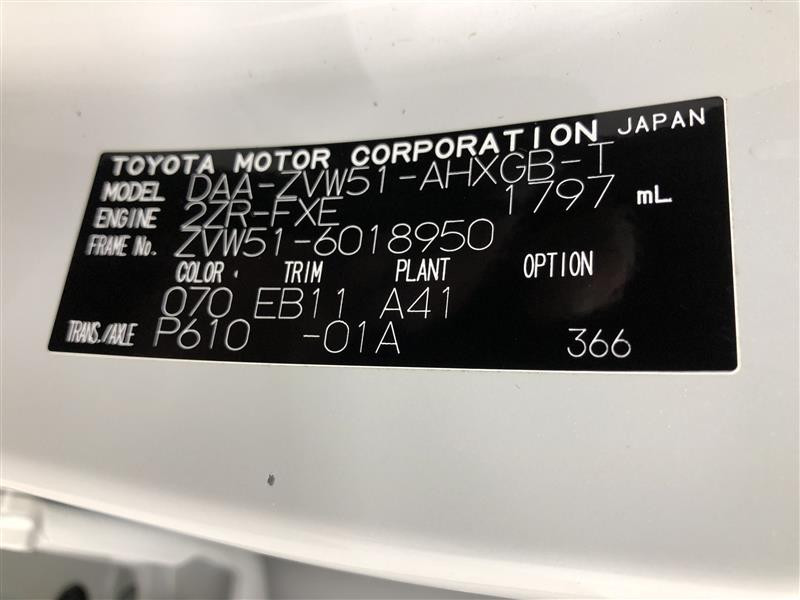 TOYOTA MOTOR CORPORATION JAPAN
MODEL DAA-ZVW51-AHXGB-T
ENGINE 2ZR-FXE 1797 mL
FRAME No. ZVW51-6018950
COLOR TRIM PLANT OPTION
070 EB11 A41
TRANS./AXLE P610 -01A 366